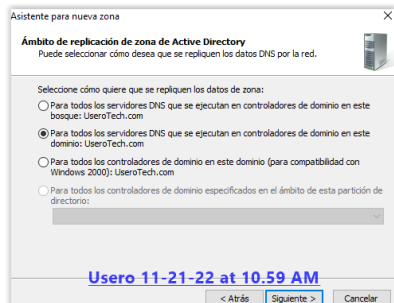 Asistente para nueva zona
Ámbito de replicación de zona de Active Directory
Puede seleccionar cómo desea que se repliquen los datos DNS por la red.
Seleccione cómo quiere que se repliquen los datos de zona:
Para todos los servidores DNS que se ejecutan en controladores de dominio en este
bosque: UseroTech.com
Para todos los servidores DNS que se ejecutan en controladores de dominio en este
dominio: UseroTech.com
Para todos los controladores de dominio en este dominio (para compatibilidad con
Windows 2000): UseroTech.com
Para todos los controladores de dominio especificados en el ámbito de esta partición de
directorio:
Usero 11-21-22 at 10.59 AM
< Atrás Siguiente > Cancelar